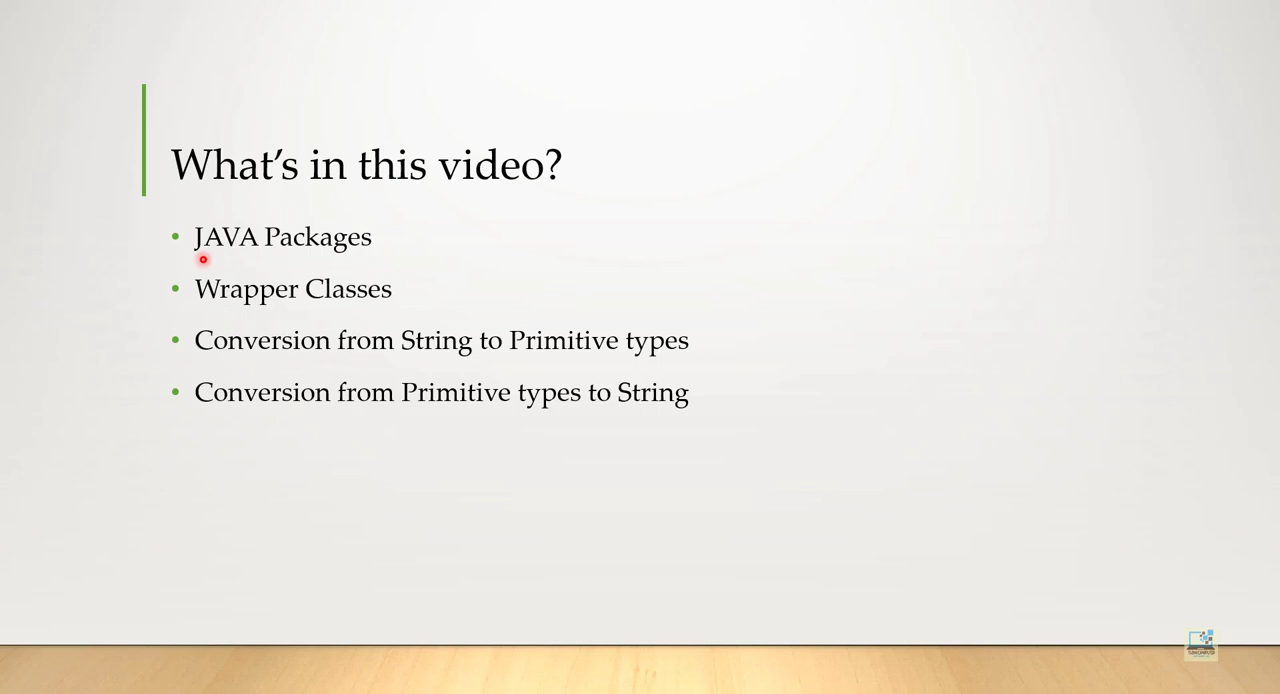 What's in this video?
• JAVA Packages
• Wrapper Classes
• Conversion from String to Primitive types
• Conversion from Primitive types to String